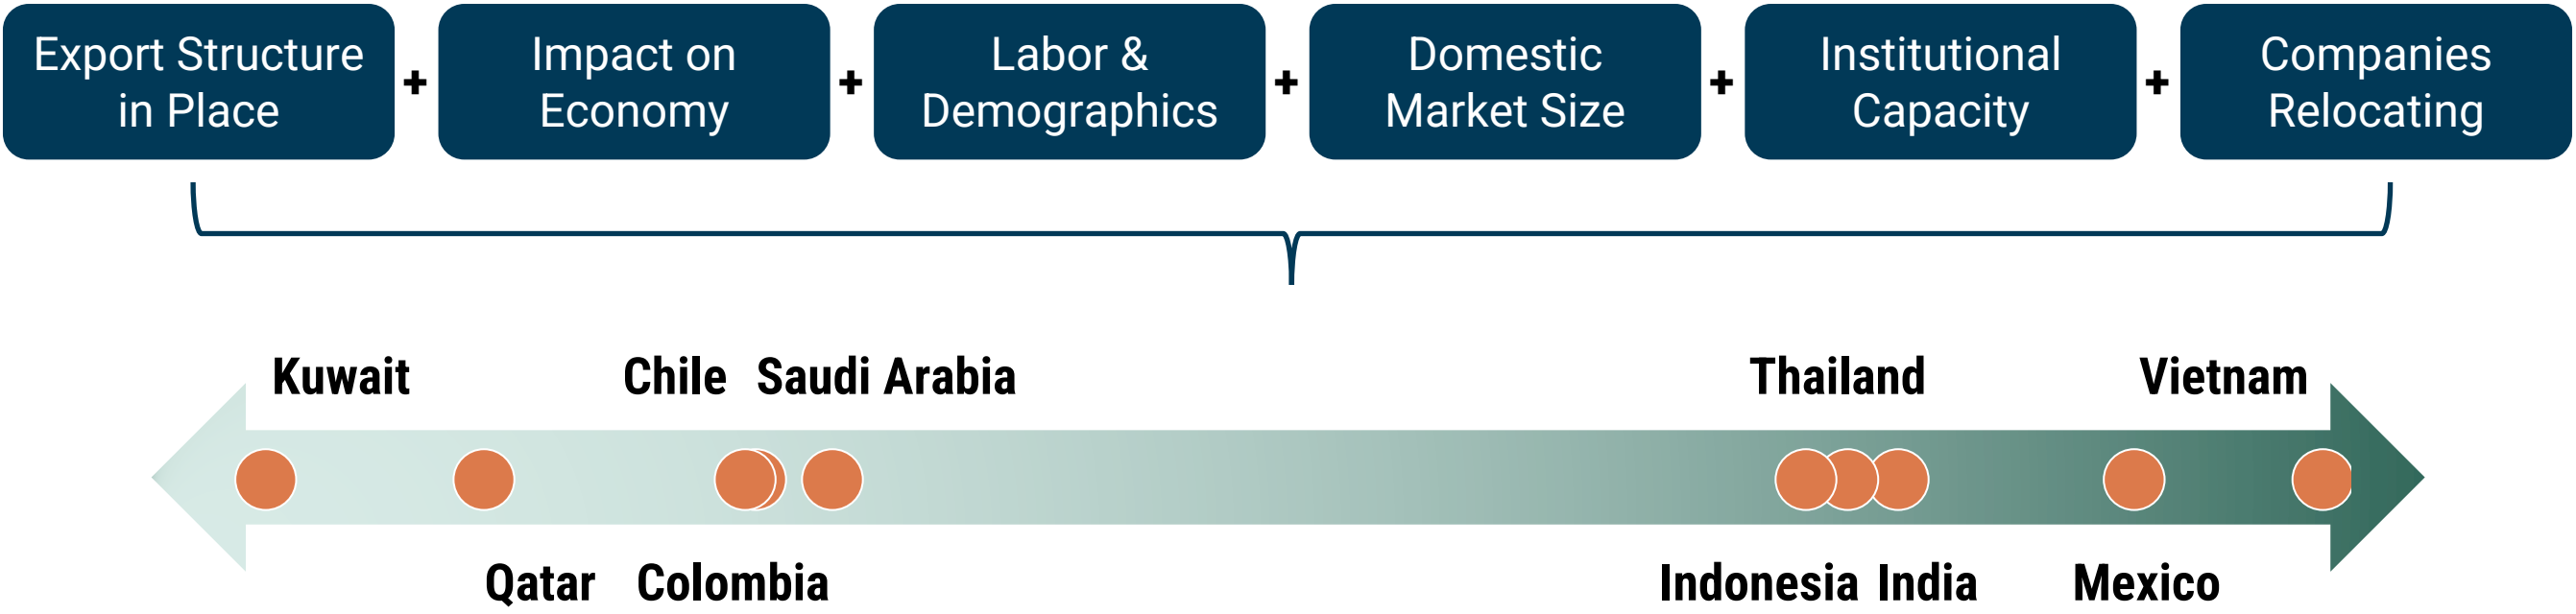 Export Structure
in Place
+
Impact on
Economy
+
Labor &
Demographics
+
Domestic
Market Size
+
Institutional
Capacity
+
Companies
Relocating
Kuwait
Chile
Saudi Arabia
Thailand
Vietnam
Qatar
Colombia
Indonesia
India
Mexico